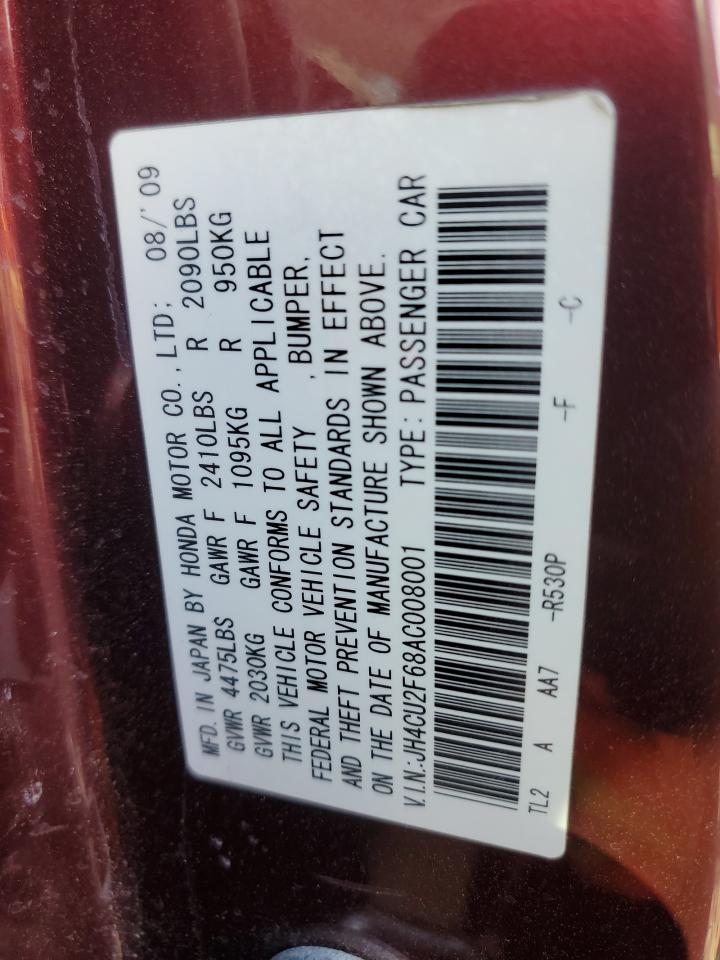 MFD. IN JAPAN BY HONDA MOTOR CO.,LTD; 08/'09
GVWR 4475LBS GAWR F 2410LBS R 2090LBS
GVWR 2030KG GAWR F 1095KG R 950KG
THIS VEHICLE CONFORMS TO ALL APPLICABLE
FEDERAL MOTOR VEHICLE SAFETY ,BUMPER,
AND THEFT PREVENTION STANDARDS IN EFFECT
ON THE DATE OF MANUFACTURE SHOWN ABOVE.
V.I.N.:JH4CU2F68AC008001 TYPE: PASSENGER CAR
TL2 A AA7 -R530P -F -C